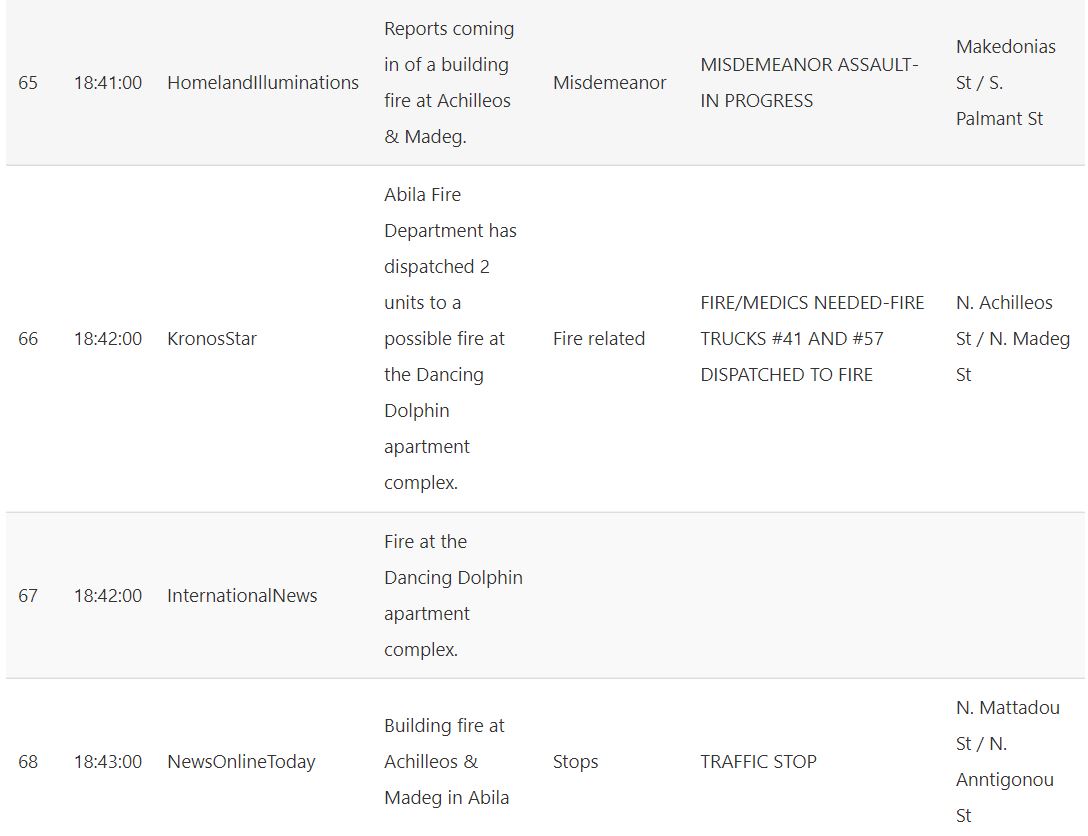 65
18:41:00
HomelandIlluminations
Reports coming
in of a building
fire at Achilleos
& Madeg.
Misdemeanor
MISDEMEANOR ASSAULT-
IN PROGRESS
Makedonias
St / S.
Palmant St
66
18:42:00
KronosStar
Abila Fire
Department has
dispatched 2
units to a
possible fire at
the Dancing
Dolphin
apartment
complex.
Fire related
FIRE/MEDICS NEEDED-FIRE
TRUCKS #41 AND #57
DISPATCHED TO FIRE
N. Achilleos
St / N. Madeg
St
67
18:42:00
InternationalNews
Fire at the
Dancing Dolphin
apartment
complex.
68
18:43:00
NewsOnlineToday
Building fire at
Achilleos &
Madeg in Abila
Stops
TRAFFIC STOP
N. Mattadou
St / N.
Anntigonou
St